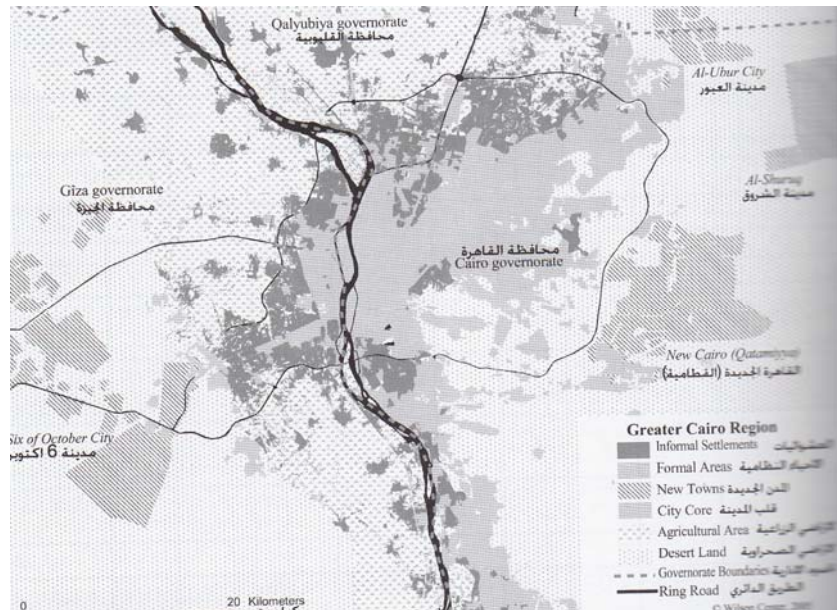 Qalyubiya governorate
محافظة القليوبية
Al-Ubur City
مدينة العبور
Giza governorate
محافظة الجيزة
Al-Shuruq
مدينة الشروق
محافظة القاهرة
Cairo governorate
New Cairo (Qatamiyya)
القاهرة الجديدة (القطامية)
Six of October City
مدينة 6 اكتوبر
Greater Cairo Region
Informal Settlements العشوائيات
Formal Areas الأحياء النظامية
New Towns المدن الجديدة
City Core قلب المدينة
Agricultural Area الأراضي الزراعية
Desert Land الأراضي الصحراوية
Governorate Boundaries
Ring Road الطريق الدائري
0 20 Kilometers